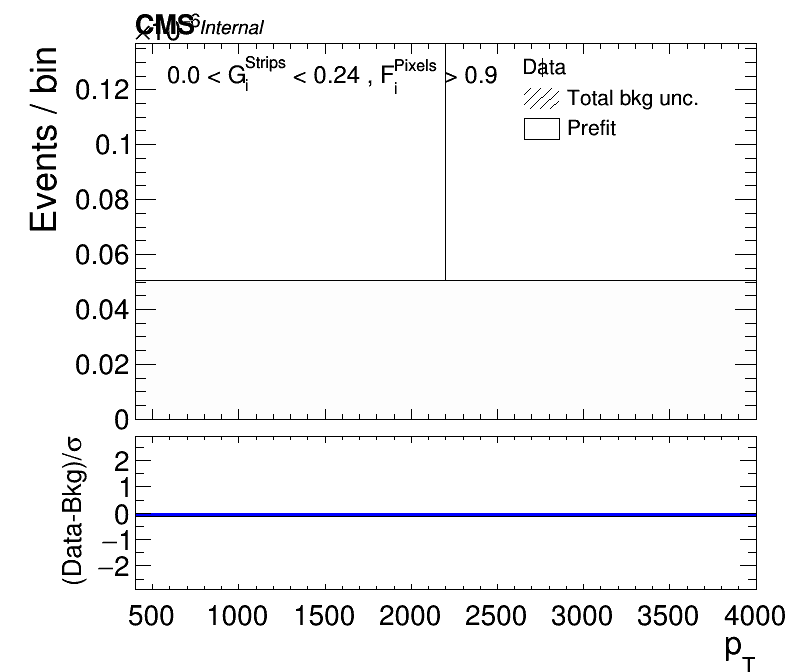 CMS Internal
×10^-6
0.0 < G_i^Strips < 0.24 , F_i^Pixels > 0.9
Data
Total bkg unc.
Prefit
Events / bin
0.12
0.1
0.08
0.06
0.04
0.02
0
(Data-Bkg)/σ
2
1
0
−1
−2
500 1000 1500 2000 2500 3000 3500 4000
p_T